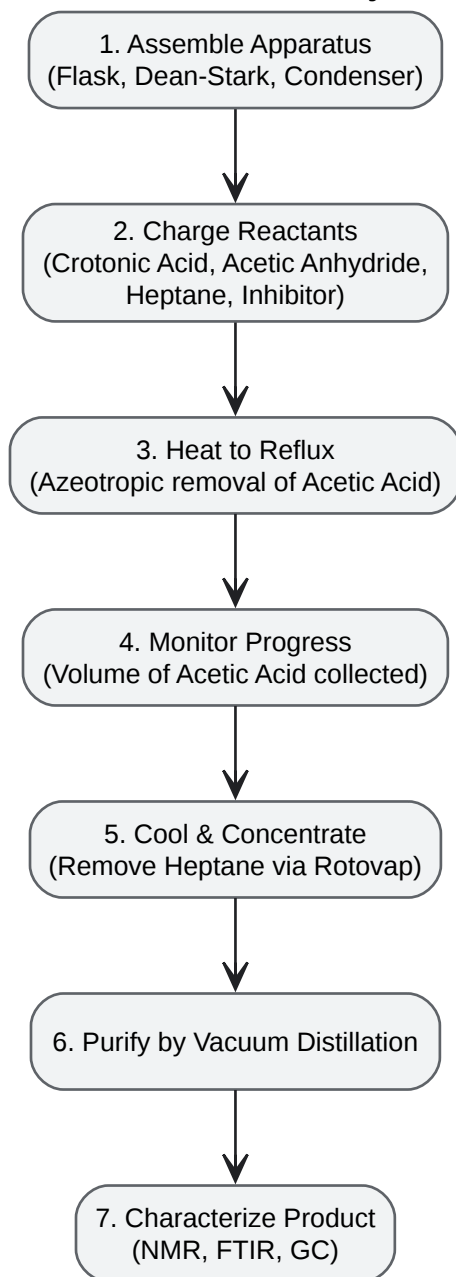 1. Assemble Apparatus
(Flask, Dean-Stark, Condenser)
2. Charge Reactants
(Crotonic Acid, Acetic Anhydride,
Heptane, Inhibitor)
3. Heat to Reflux
(Azeotropic removal of Acetic Acid)
4. Monitor Progress
(Volume of Acetic Acid collected)
5. Cool & Concentrate
(Remove Heptane via Rotovap)
6. Purify by Vacuum Distillation
7. Characterize Product
(NMR, FTIR, GC)